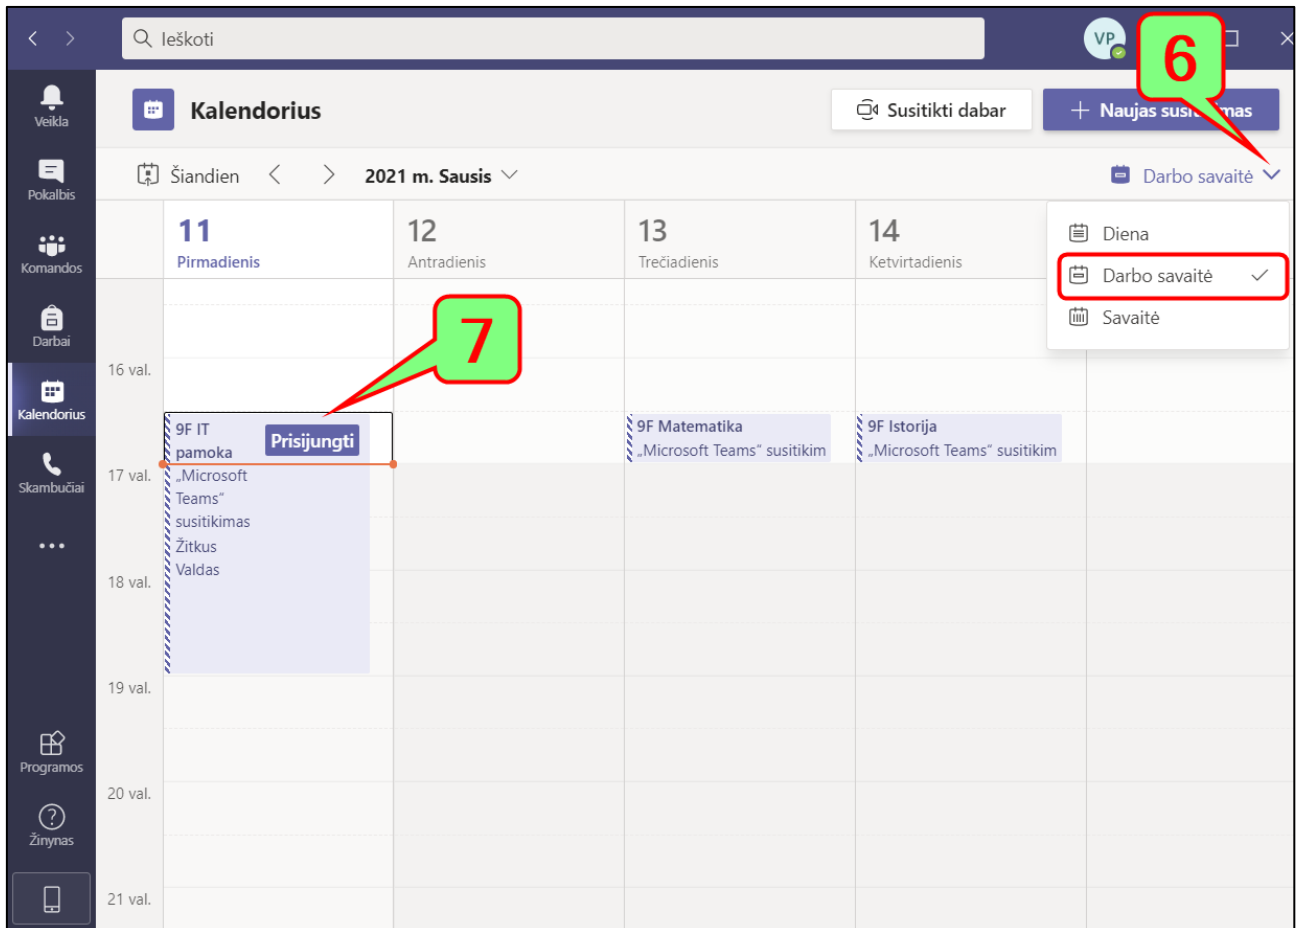 Ieškoti
VP
6
Veikla
Kalendorius
Susitikti dabar
Naujas susitikimas
Pokalbis
Šiandien
2021 m. Sausis
Darbo savaitė
11
12
13
14
Pirmadienis
Antradienis
Trečiadienis
Ketvirtadienis
Diena
Darbo savaitė
Savaitė
Komandos
Darbai
7
16 val.
Kalendorius
9F IT
pamoka
Prisijungti
„Microsoft
Teams“
susitikimas
Žitkus
Valdas
9F Matematika
„Microsoft Teams“ susitikim
9F Istorija
„Microsoft Teams“ susitikim
Skambučiai
17 val.
18 val.
19 val.
Programos
20 val.
Žinynas
21 val.